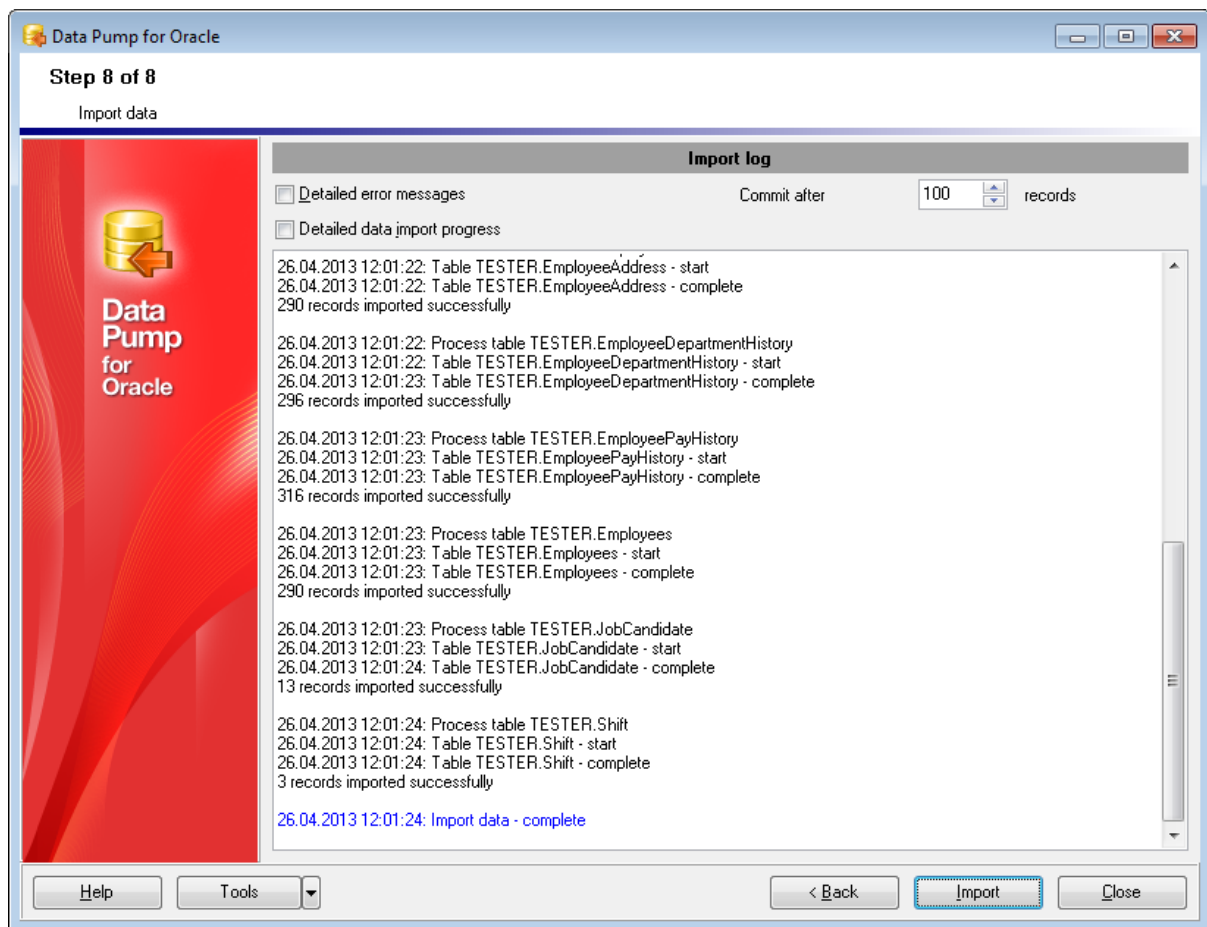 Data Pump for Oracle
Step 8 of 8
Import data
Data
Pump
for
Oracle
Import log
Detailed error messages
Commit after 100 records
Detailed data import progress
26.04.2013 12:01:22: Table TESTER.EmployeeAddress - start
26.04.2013 12:01:22: Table TESTER.EmployeeAddress - complete
290 records imported successfully
26.04.2013 12:01:22: Process table TESTER.EmployeeDepartmentHistory
26.04.2013 12:01:22: Table TESTER.EmployeeDepartmentHistory - start
26.04.2013 12:01:23: Table TESTER.EmployeeDepartmentHistory - complete
296 records imported successfully
26.04.2013 12:01:23: Process table TESTER.EmployeePayHistory
26.04.2013 12:01:23: Table TESTER.EmployeePayHistory - start
26.04.2013 12:01:23: Table TESTER.EmployeePayHistory - complete
316 records imported successfully
26.04.2013 12:01:23: Process table TESTER.Employees
26.04.2013 12:01:23: Table TESTER.Employees - start
26.04.2013 12:01:23: Table TESTER.Employees - complete
290 records imported successfully
26.04.2013 12:01:23: Process table TESTER.JobCandidate
26.04.2013 12:01:23: Table TESTER.JobCandidate - start
26.04.2013 12:01:24: Table TESTER.JobCandidate - complete
13 records imported successfully
26.04.2013 12:01:24: Process table TESTER.Shift
26.04.2013 12:01:24: Table TESTER.Shift - start
26.04.2013 12:01:24: Table TESTER.Shift - complete
3 records imported successfully
26.04.2013 12:01:24: Import data - complete
Help Tools < Back Import Close